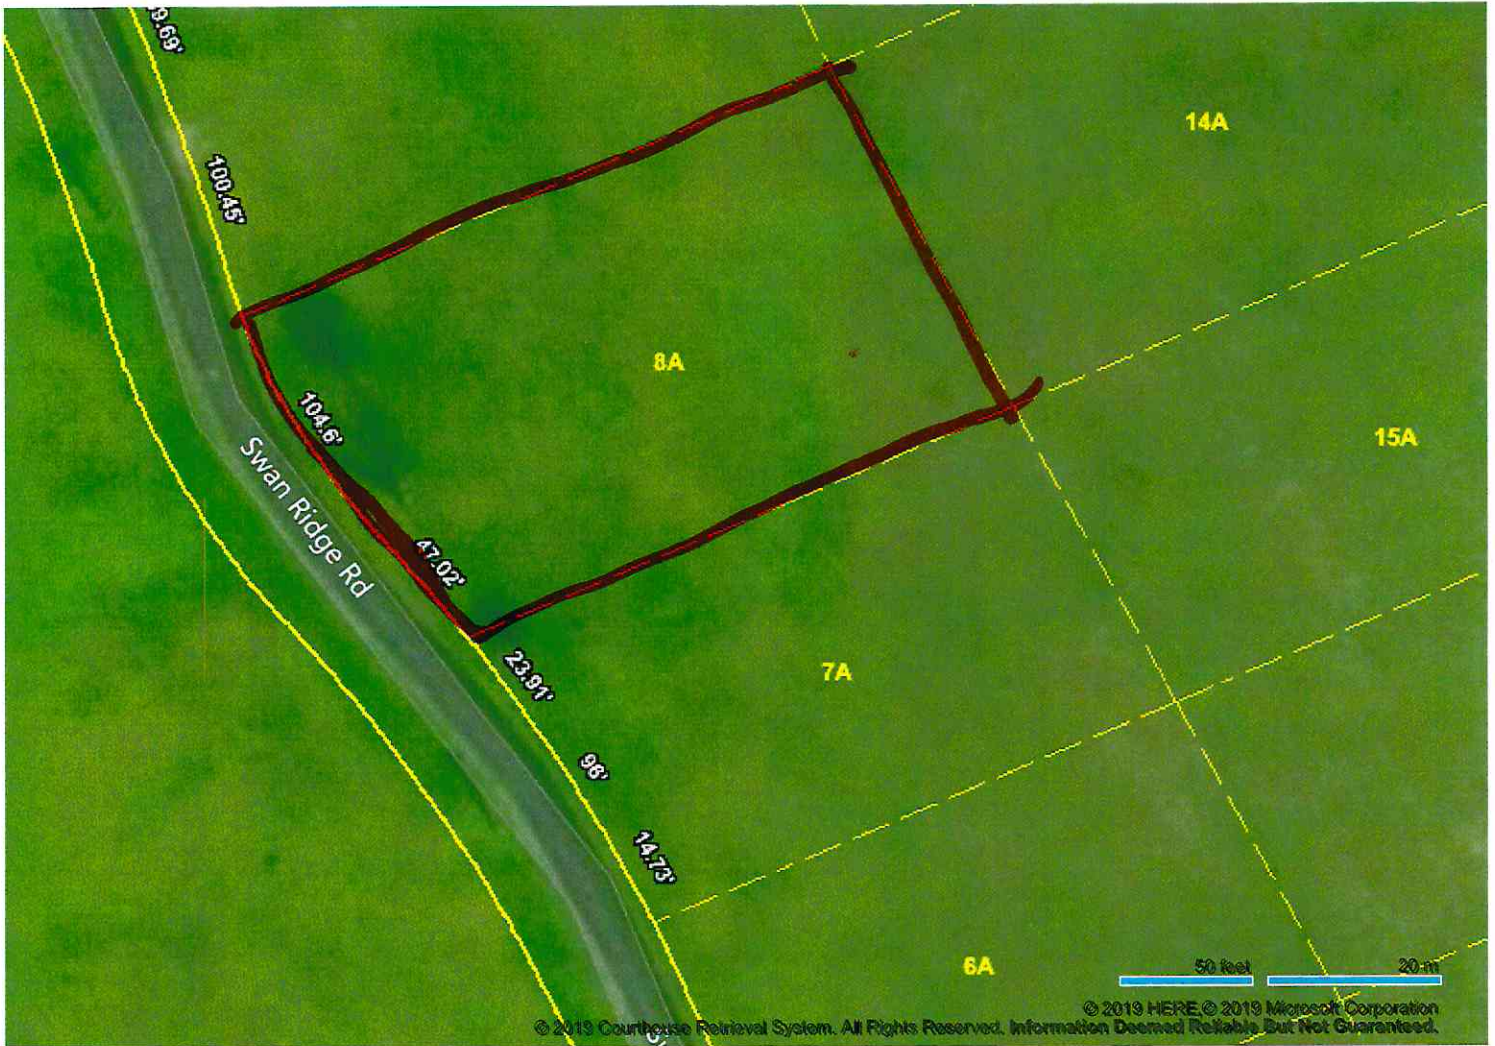 9.69'
100.45'
14A
8A
104.6'
15A
Swan Ridge Rd
47.02'
23.91'
7A
96'
14.73'
6A
50 feet
20 m
© 2019 HERE,© 2019 Microsoft Corporation
© 2019 Courthouse Retrieval System. All Rights Reserved. Information Deemed Reliable But Not Guaranteed.